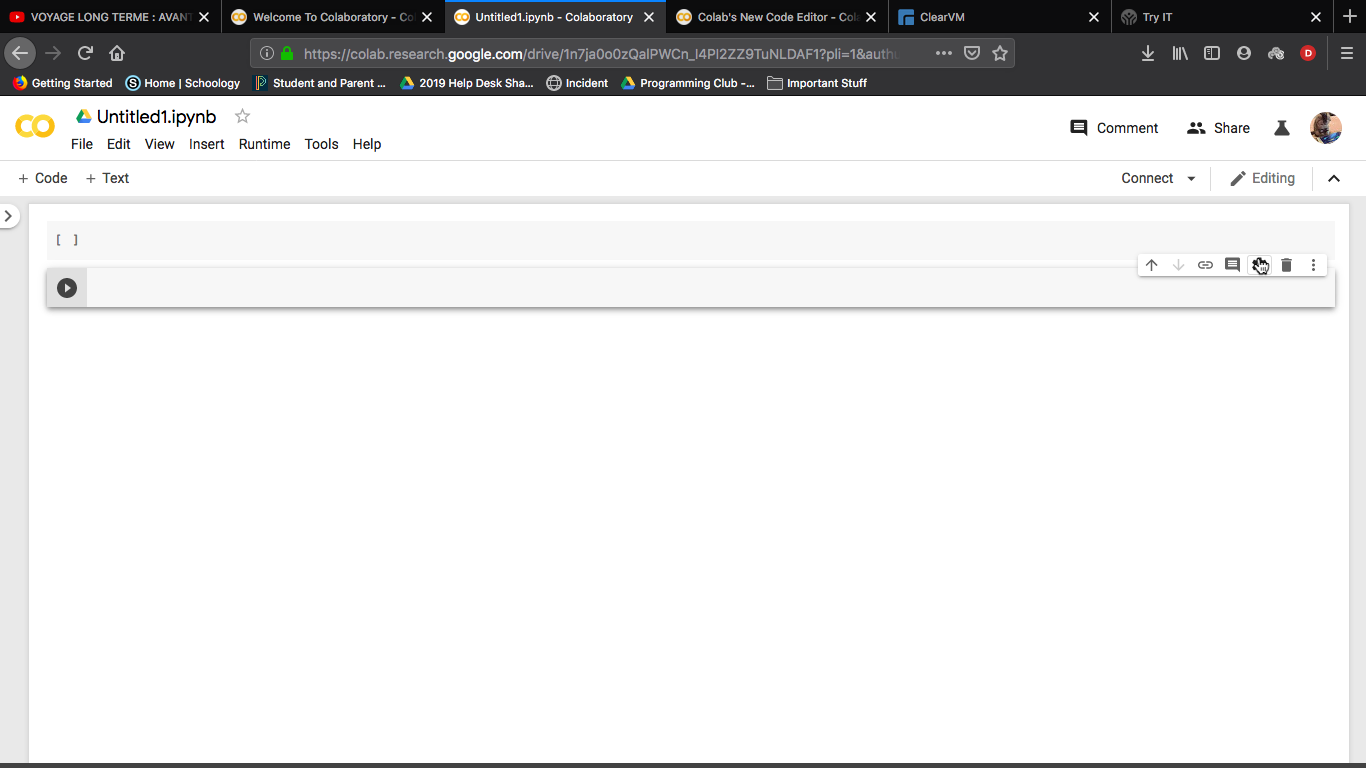 VOYAGE LONG TERME : AVANT
Welcome To Colaboratory - Co
Untitled1.ipynb - Colaboratory
Colab's New Code Editor - Cola
ClearVM
Try IT
https://colab.research.google.com/drive/1n7ja0o0zQalPWCn_l4Pl2ZZ9TuNLDAF1?pli=1&authu
D
Getting Started
S Home | Schoology
Student and Parent ...
2019 Help Desk Sha...
Incident
Programming Club -...
Important Stuff
Untitled1.ipynb
Comment
Share
File Edit View Insert Runtime Tools Help
+ Code + Text
Connect
Editing
[ ]